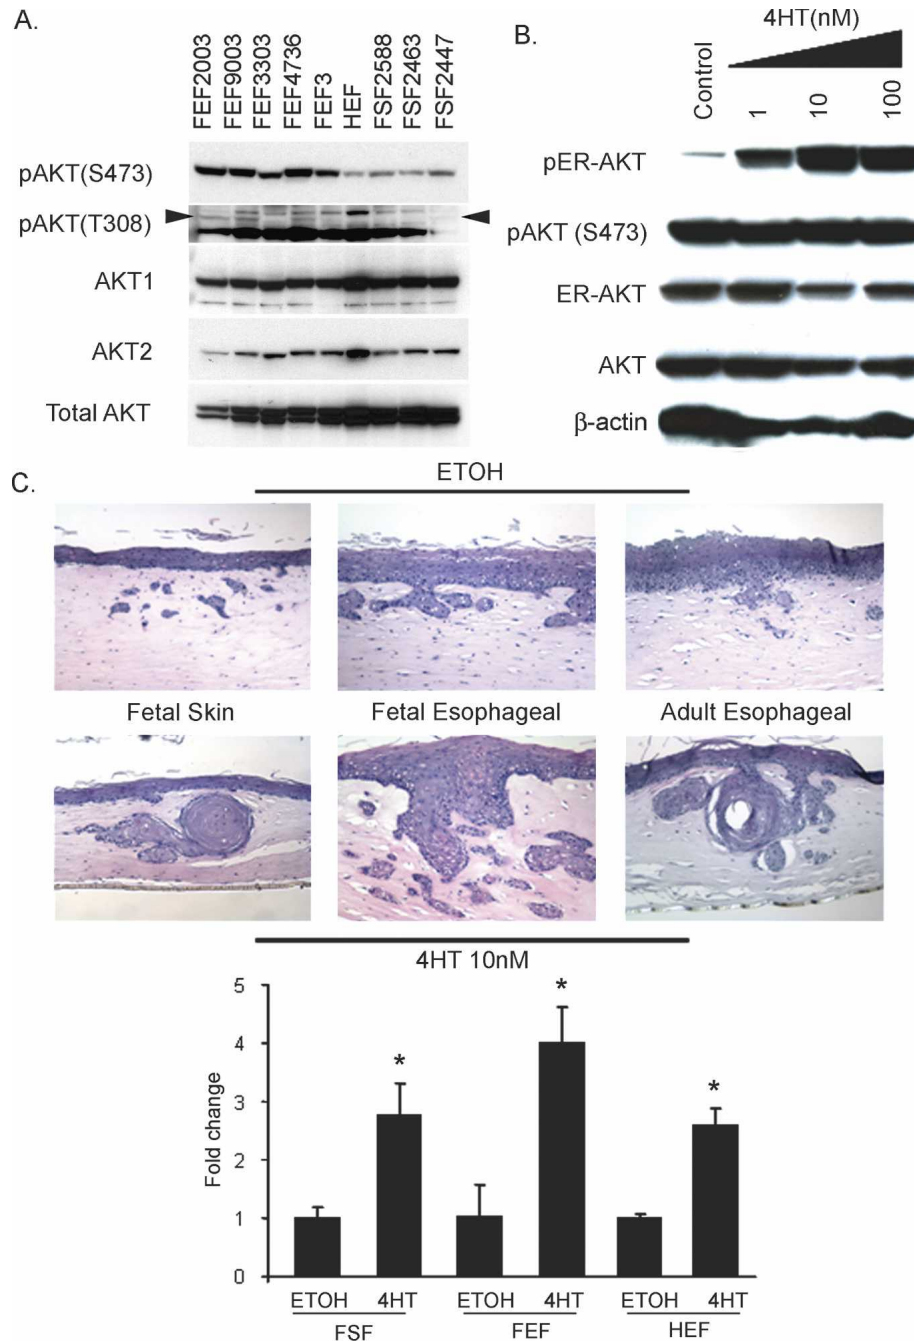 A.
FEF2003
FEF9003
FEF3303
FEF4736
FEF3
HEF
FSF2588
FSF2463
FSF2447
pAKT(S473)
pAKT(T308)
AKT1
AKT2
Total AKT
B.
4HT(nM)
Control
1
10
100
pER-AKT
pAKT (S473)
ER-AKT
AKT
β-actin
C.
ETOH
Fetal Skin
Fetal Esophageal
Adult Esophageal
4HT 10nM
Fold change
5
4
3
2
1
0
*
*
*
ETOH 4HT ETOH 4HT ETOH 4HT
FSF FEF HEF